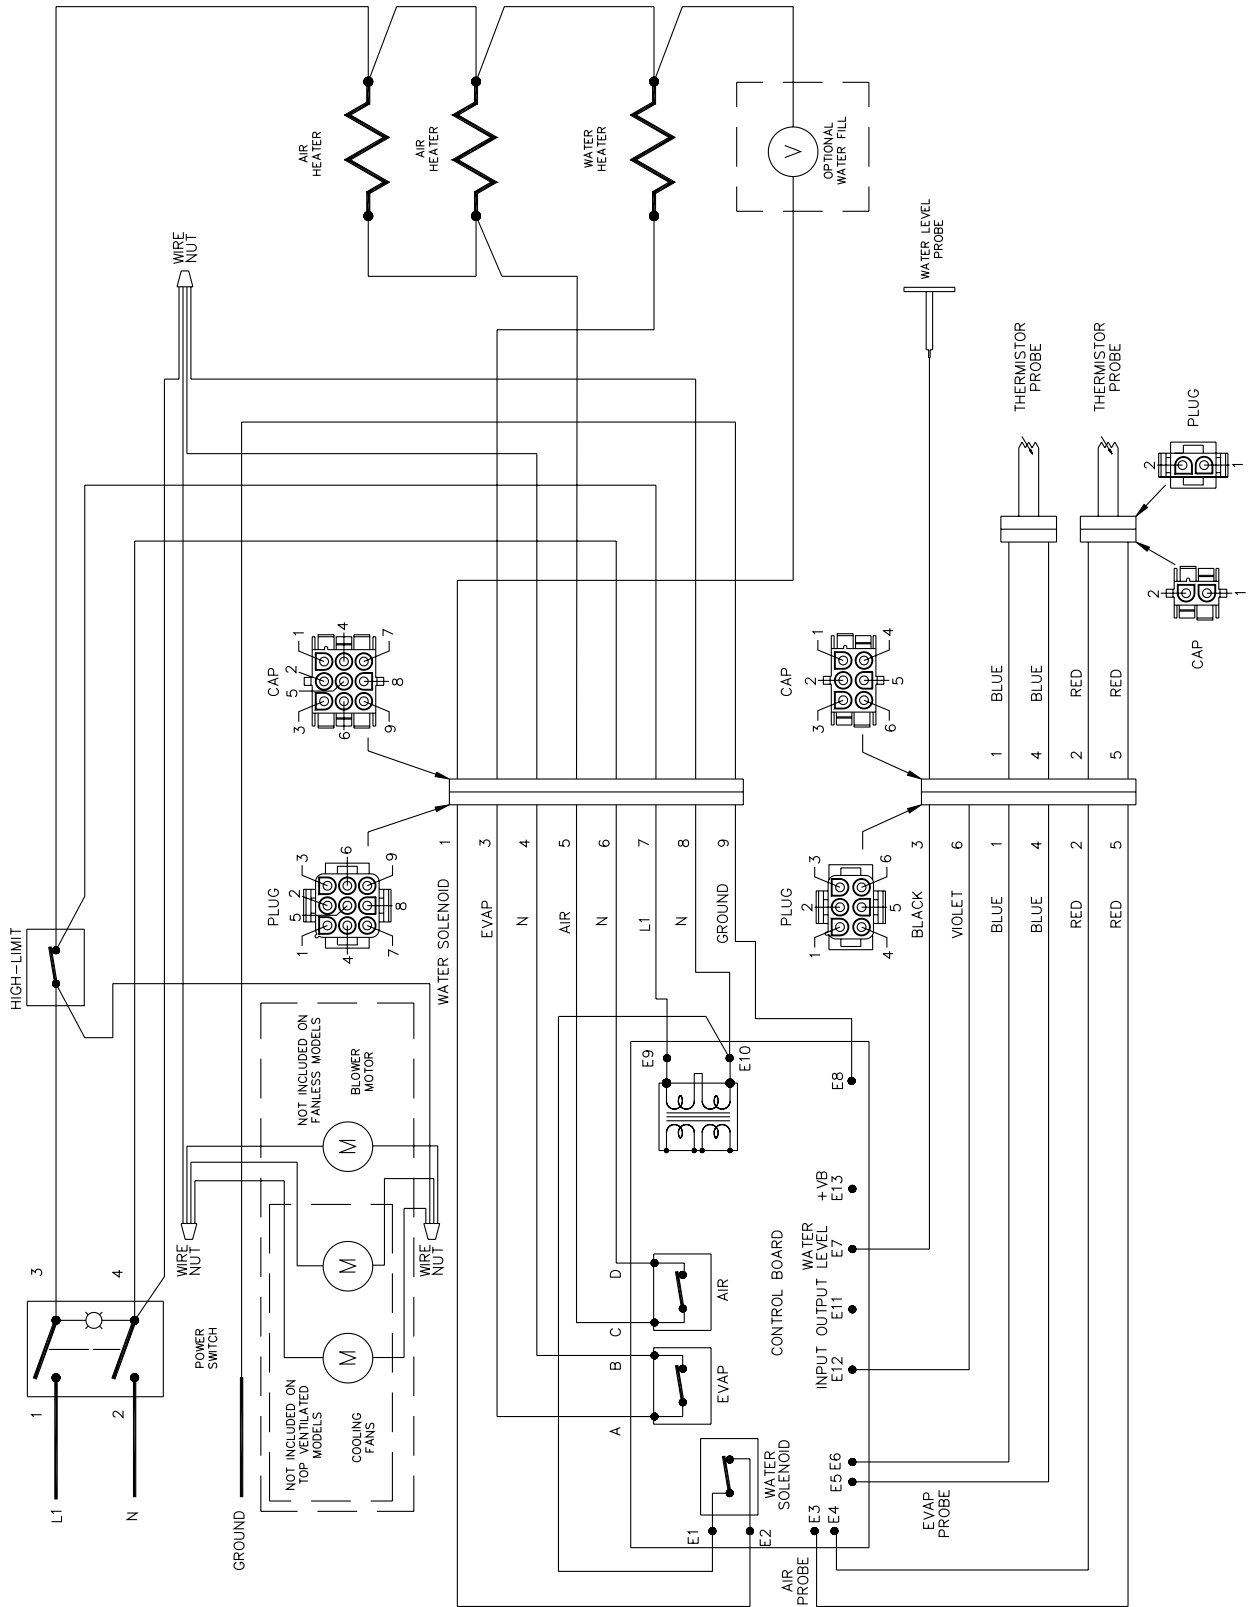 L1
N
GROUND
1
2
3
4
POWER
SWITCH
HIGH-LIMIT
WIRE
NUT
WIRE
NUT
WIRE
NUT
NOT INCLUDED ON
TOP VENTILATED
MODELS
COOLING
FANS
NOT INCLUDED ON
FANLESS MODELS
BLOWER
MOTOR
M
M
M
AIR
HEATER
AIR
HEATER
WATER
HEATER
V
OPTIONAL
WATER FILL
PLUG
1
2
3
4
5
6
7
8
9
CAP
1
2
3
4
5
6
7
8
9
WATER SOLENOID 1
EVAP 3
N 4
AIR 5
N 6
L1 7
N 8
GROUND 9
A
B
C
D
EVAP
AIR
WATER
SOLENOID
E1
E2
E9
E10
E8
CONTROL BOARD
E3
E4
E5
E6
INPUT
E12
OUTPUT
E11
WATER
LEVEL
E7
+VB
E13
AIR
PROBE
EVAP
PROBE
PLUG
1
2
3
4
5
6
CAP
1
2
3
4
5
6
BLACK 3
VIOLET 6
BLUE 1
BLUE 4
RED 2
RED 5
1 BLUE
4 BLUE
2 RED
5 RED
WATER LEVEL
PROBE
THERMISTOR
PROBE
THERMISTOR
PROBE
CAP
1
2
PLUG
1
2